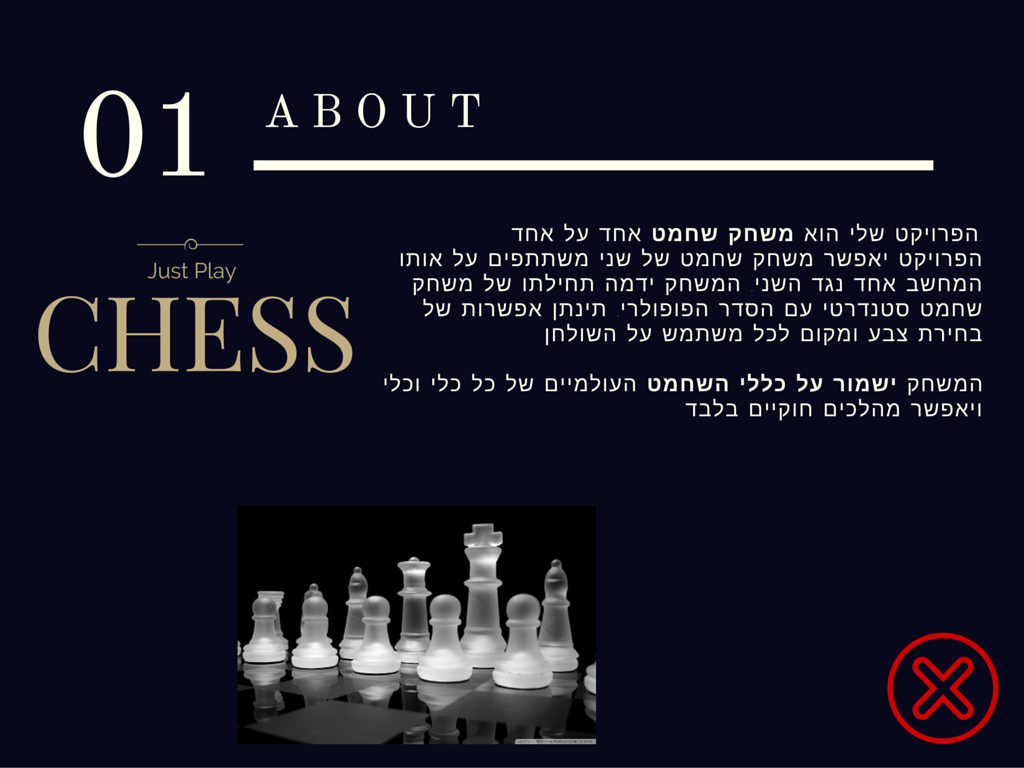 01
ABOUT
Just Play
CHESS
הפרויקט שלי הוא משחק שחמט אחד על אחד.
הפרויקט יאפשר משחק שחמט של שני משתתפים על אותו
המחשב אחד נגד השני. המשחק ידמה תחילתו של משחק
שחמט סטנדרטי עם הסדר הפופולרי. תינתן אפשרות של
בחירת צבע ומקום לכל משתמש על השולחן
המשחק ישמור על כללי השחמט העולמיים של כל כלי וכלי
ויאפשר מהלכים חוקיים בלבד